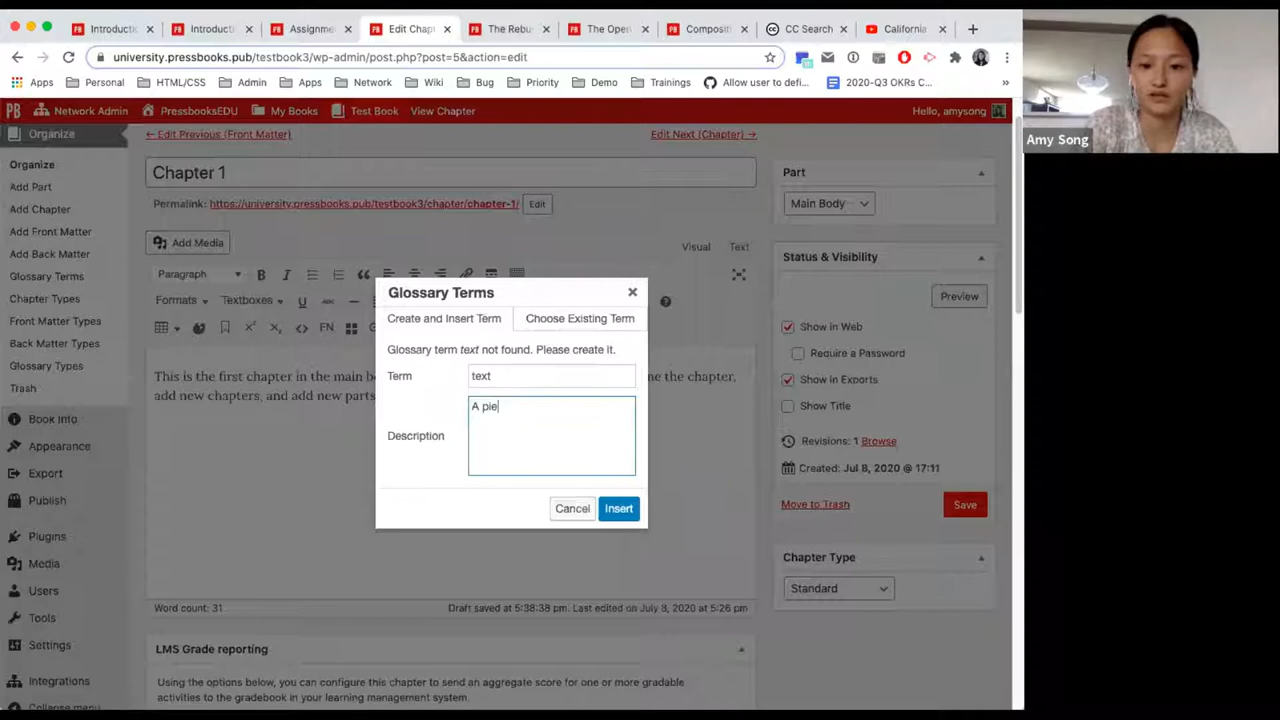 Introductic
Introducti
Assignme
Edit Chap
The Rebu
The Open
Composit
CC Search
California
university.pressbooks.pub/testbook3/wp-admin/post.php?post=5&action=edit
Apps
Personal
HTML/CSS
Admin
Apps
Network
Bug
Priority
Demo
Trainings
Allow user to defi...
2020-Q3 OKRs C...
»
PB
Network Admin
PressbooksEDU
My Books
Test Book
View Chapter
Hello, amysong
Amy Song
Organize
← Edit Previous (Front Matter)
Edit Next (Chapter) →
Organize
Add Part
Add Chapter
Add Front Matter
Add Back Matter
Glossary Terms
Chapter Types
Front Matter Types
Back Matter Types
Glossary Types
Trash
Book Info
Appearance
Export
Publish
Plugins
Media
Users
Tools
Settings
Integrations
Collapse menu
Chapter 1
Permalink: https://university.pressbooks.pub/testbook3/chapter/chapter-1/ Edit
Add Media
Visual Text
Paragraph
B I
Formats
Textboxes
U
FN
This is the first chapter in the main b
me the chapter,
add new chapters, and add new parts
Glossary Terms
Create and Insert Term
Choose Existing Term
Glossary term text not found. Please create it.
Term
text
Description
A pie
Cancel
Insert
Word count: 31
Draft saved at 5:38:38 pm. Last edited on July 8, 2020 at 5:26 pm
LMS Grade reporting
Using the options below, you can configure this chapter to send an aggregate score for one or more gradable
activities to the gradebook in your learning management system.
Part
Main Body
Status & Visibility
Preview
Show in Web
Require a Password
Show in Exports
Show Title
Revisions: 1 Browse
Created: Jul 8, 2020 @ 17:11
Move to Trash
Save
Chapter Type
Standard